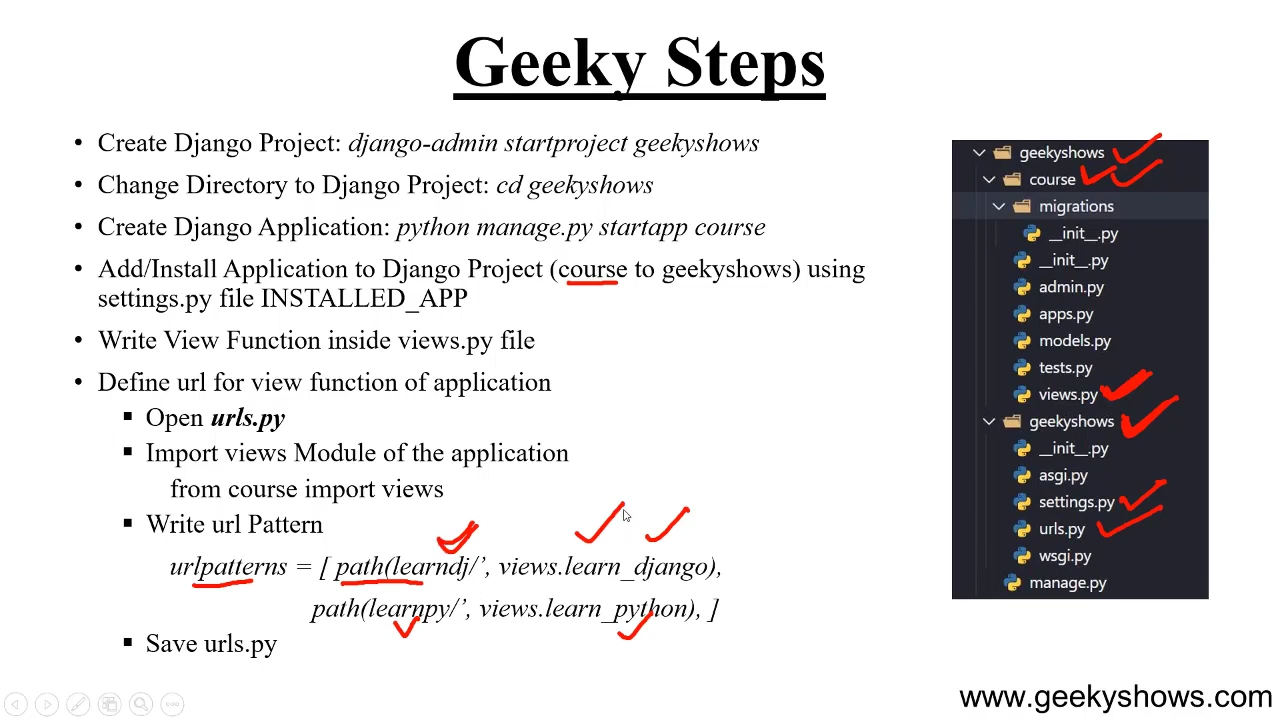 Geeky Steps
• Create Django Project: django-admin startproject geekyshows
• Change Directory to Django Project: cd geekyshows
• Create Django Application: python manage.py startapp course
• Add/Install Application to Django Project (course to geekyshows) using
settings.py file INSTALLED_APP
• Write View Function inside views.py file
• Define url for view function of application
▪ Open urls.py
▪ Import views Module of the application
from course import views
▪ Write url Pattern
urlpatterns = [ path(learndj/’, views.learn_django),
path(learnpy/’, views.learn_python), ]
▪ Save urls.py
geekyshows
course
migrations
__init__.py
__init__.py
admin.py
apps.py
models.py
tests.py
views.py
geekyshows
__init__.py
asgi.py
settings.py
urls.py
wsgi.py
manage.py
www.geekyshows.com